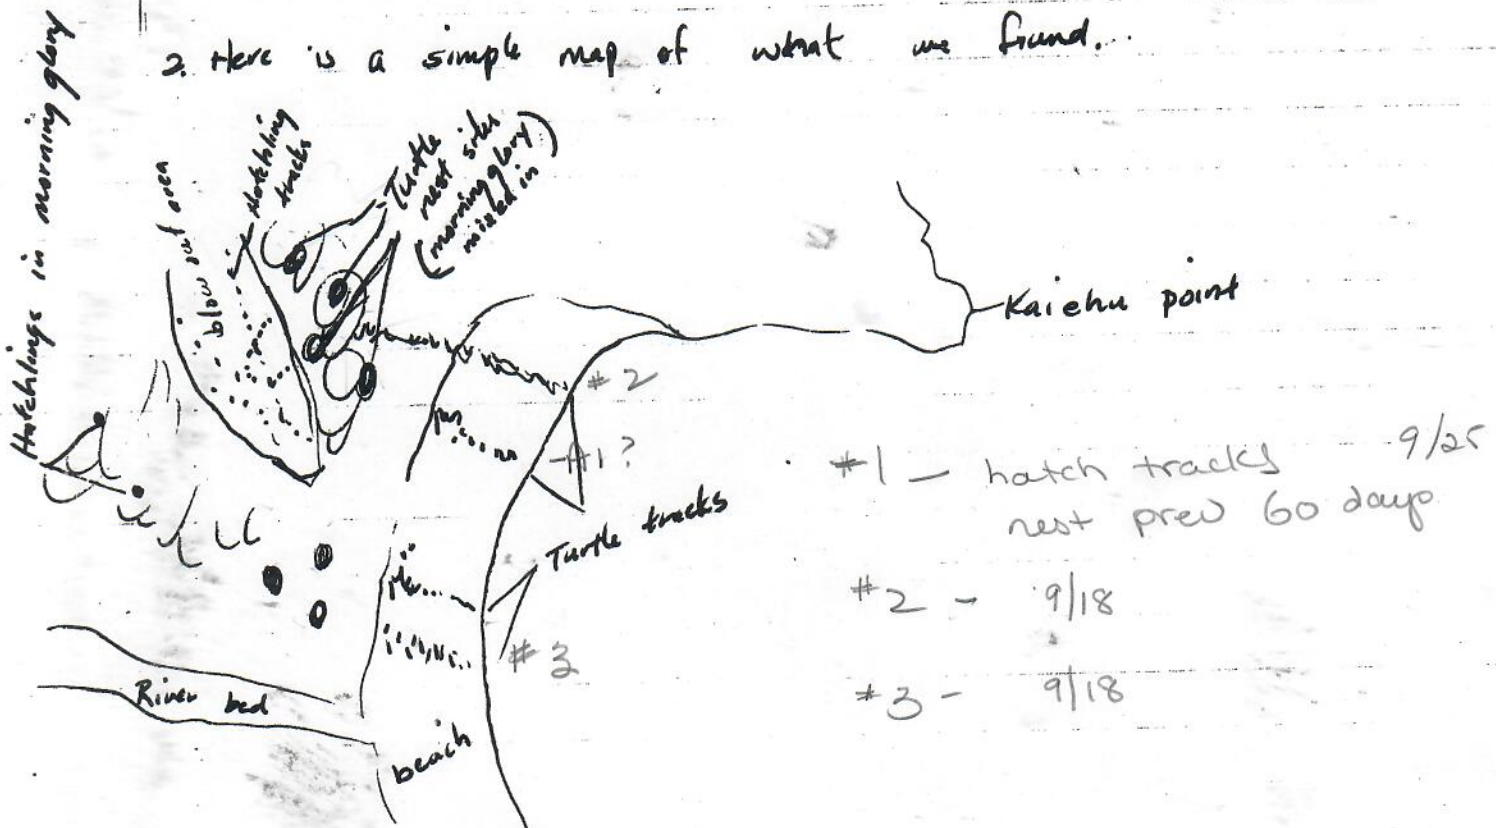 2. Here is a simple map of what we found.
Hatchlings in morning glory
blow out area
Hatchling
tracks
Turtle
nest sites
(morning glory
mixed in)
Kaiehu point
#2
#1?
#1 - hatch tracks 9/25
nest prev 60 days
Turtle tracks
#2 - 9/18
#3
#3 - 9/18
River bed
beach